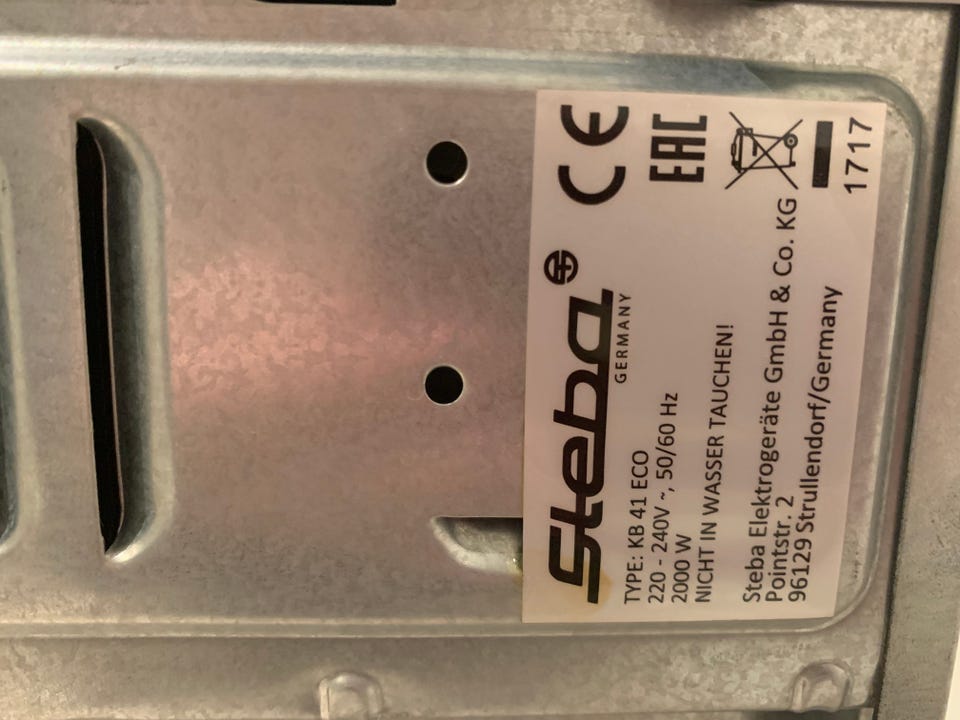 Steba
GERMANY
TYPE: KB 41 ECO
220 - 240V ~, 50/60 Hz
2000 W
NICHT IN WASSER TAUCHEN!
Steba Elektrogeräte GmbH & Co. KG
Pointstr. 2
96129 Strullendorf/Germany
CE
EAC
1717